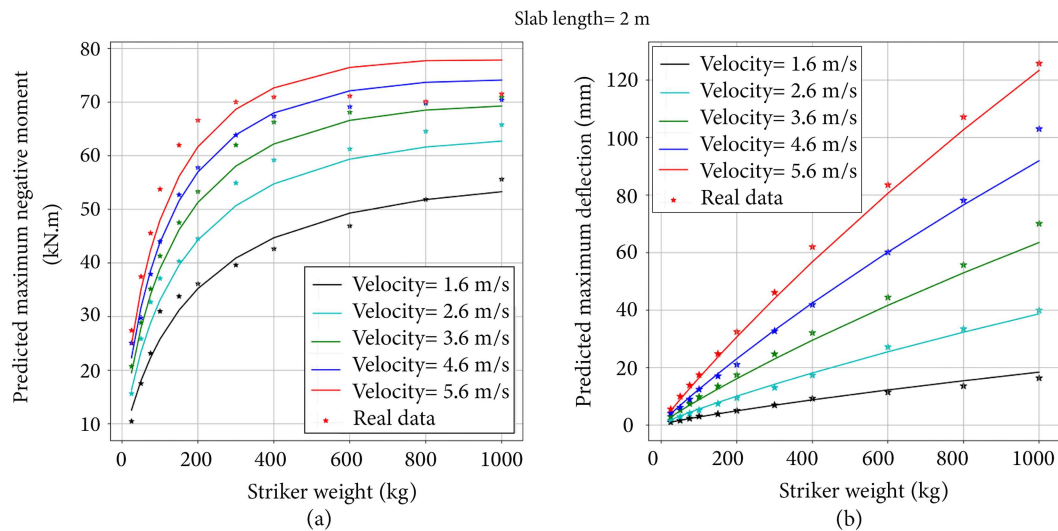 Slab length= 2 m
Predicted maximum negative moment
(kN.m)
80
70
60
50
40
30
20
10
0
200
400
600
800
1000
Striker weight (kg)
(a)
Velocity= 1.6 m/s
Velocity= 2.6 m/s
Velocity= 3.6 m/s
Velocity= 4.6 m/s
Velocity= 5.6 m/s
Real data
Predicted maximum deflection (mm)
120
100
80
60
40
20
0
0
200
400
600
800
1000
Striker weight (kg)
(b)
Velocity= 1.6 m/s
Velocity= 2.6 m/s
Velocity= 3.6 m/s
Velocity= 4.6 m/s
Velocity= 5.6 m/s
Real data